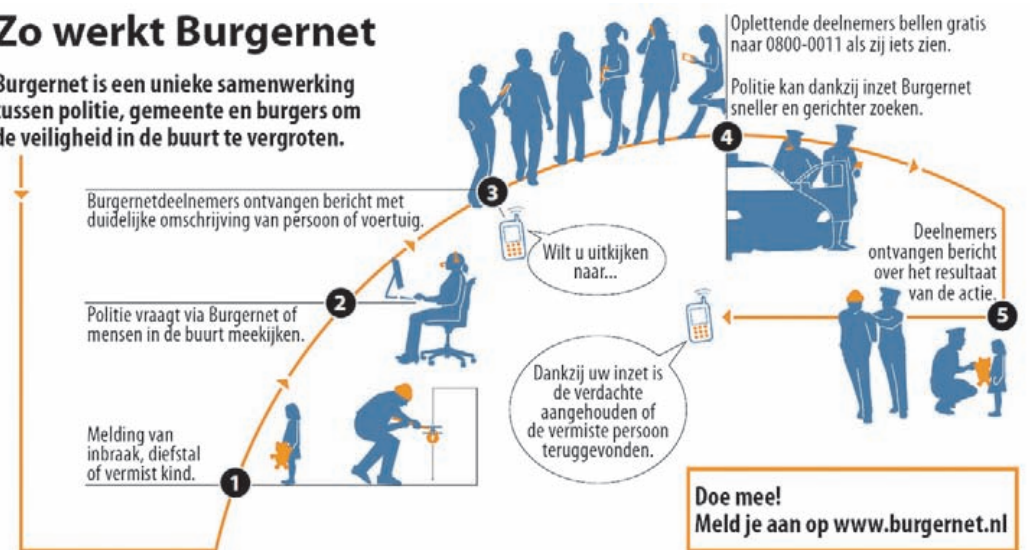 Zo werkt Burgernet
Burgernet is een unieke samenwerking
tussen politie, gemeente en burgers om
de veiligheid in de buurt te vergroten.
Melding van
inbraak, diefstal
of vermist kind.
1
Politie vraagt via Burgernet of
mensen in de buurt meekijken.
2
Burgernetdeelnemers ontvangen bericht met
duidelijke omschrijving van persoon of voertuig.
3
Wilt u uitkijken
naar...
Oplettende deelnemers bellen gratis
naar 0800-0011 als zij iets zien.
Politie kan dankzij inzet Burgernet
sneller en gerichter zoeken.
4
Deelnemers
ontvangen bericht
over het resultaat
van de actie.
5
Dankzij uw inzet is
de verdachte
aangehouden of
de vermiste persoon
teruggevonden.
Doe mee!
Meld je aan op www.burgernet.nl